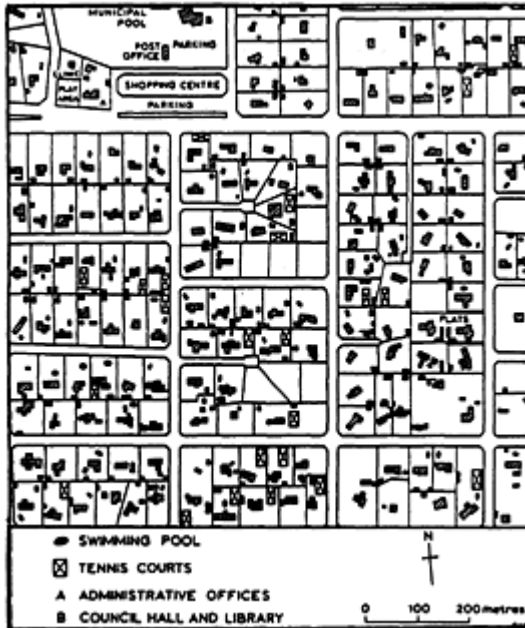 MUNICIPAL
POOL
B
POST
OFFICE
PARKING
CLINIC
PLAY
AREA
A
SHOPPING CENTRE
PARKING
FLATS
SWIMMING POOL
TENNIS COURTS
A ADMINISTRATIVE OFFICES
B COUNCIL HALL AND LIBRARY
N
0 100 200 metres